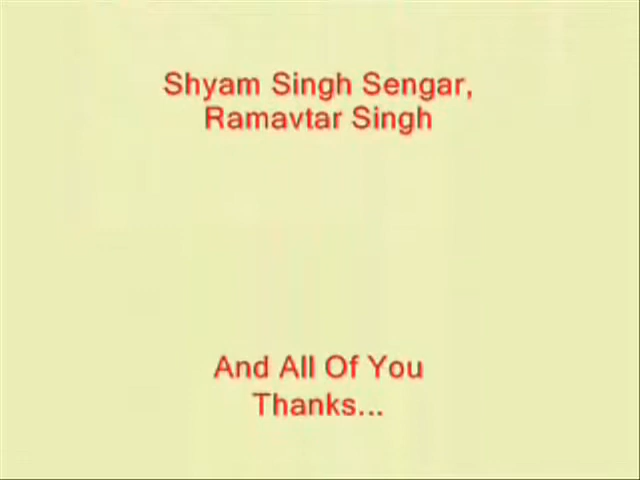 Shyam Singh Sengar,
Ramavtar Singh
And All Of You
Thanks...